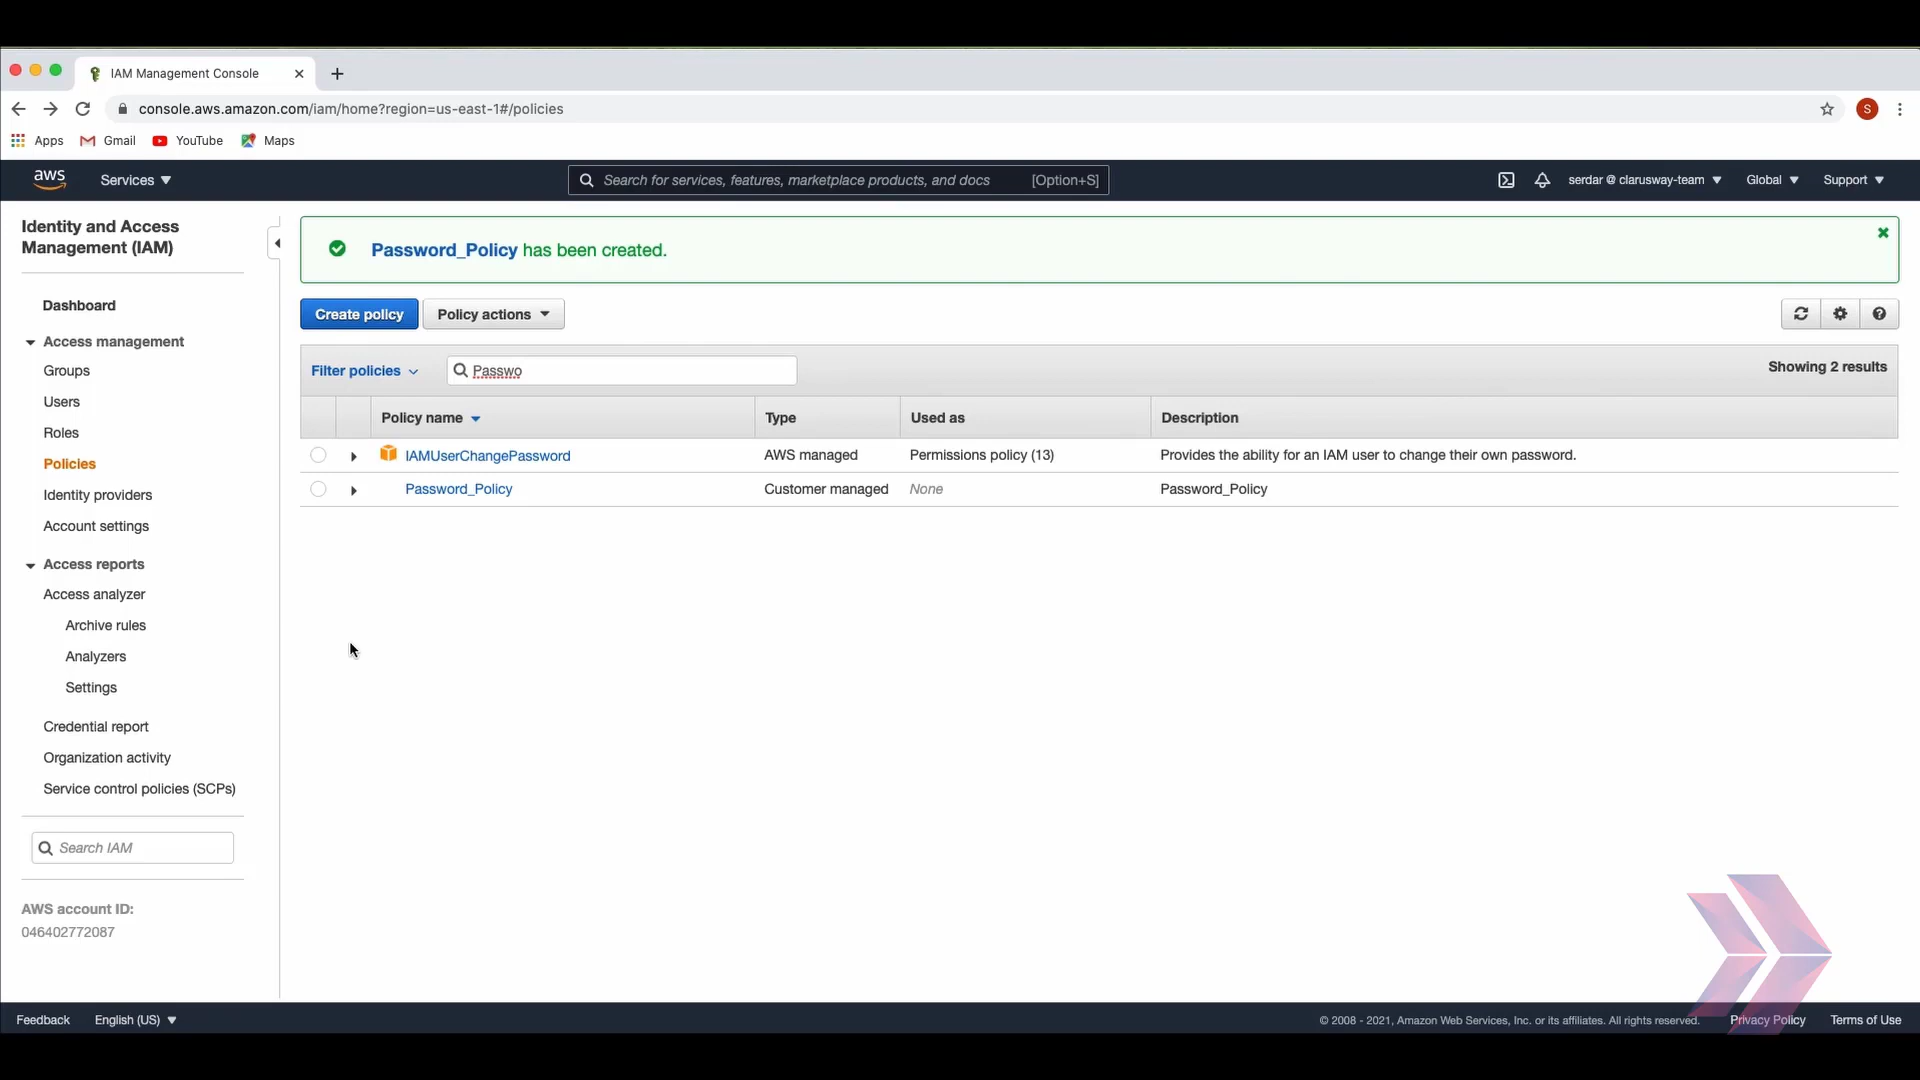 IAM Management Console
console.aws.amazon.com/iam/home?region=us-east-1#/policies
S
Apps Gmail YouTube Maps
aws Services Search for services, features, marketplace products, and docs [Option+S] serdar @ clarusway-team Global Support
Identity and Access
Management (IAM)
Dashboard
Access management
Groups
Users
Roles
Policies
Identity providers
Account settings
Access reports
Access analyzer
Archive rules
Analyzers
Settings
Credential report
Organization activity
Service control policies (SCPs)
Search IAM
AWS account ID:
046402772087
Password_Policy has been created.
Create policy Policy actions
Filter policies Passwo Showing 2 results
Policy name Type Used as Description
IAMUserChangePassword AWS managed Permissions policy (13) Provides the ability for an IAM user to change their own password.
Password_Policy Customer managed None Password_Policy
Feedback English (US) © 2008 - 2021, Amazon Web Services, Inc. or its affiliates. All rights reserved. Privacy Policy Terms of Use